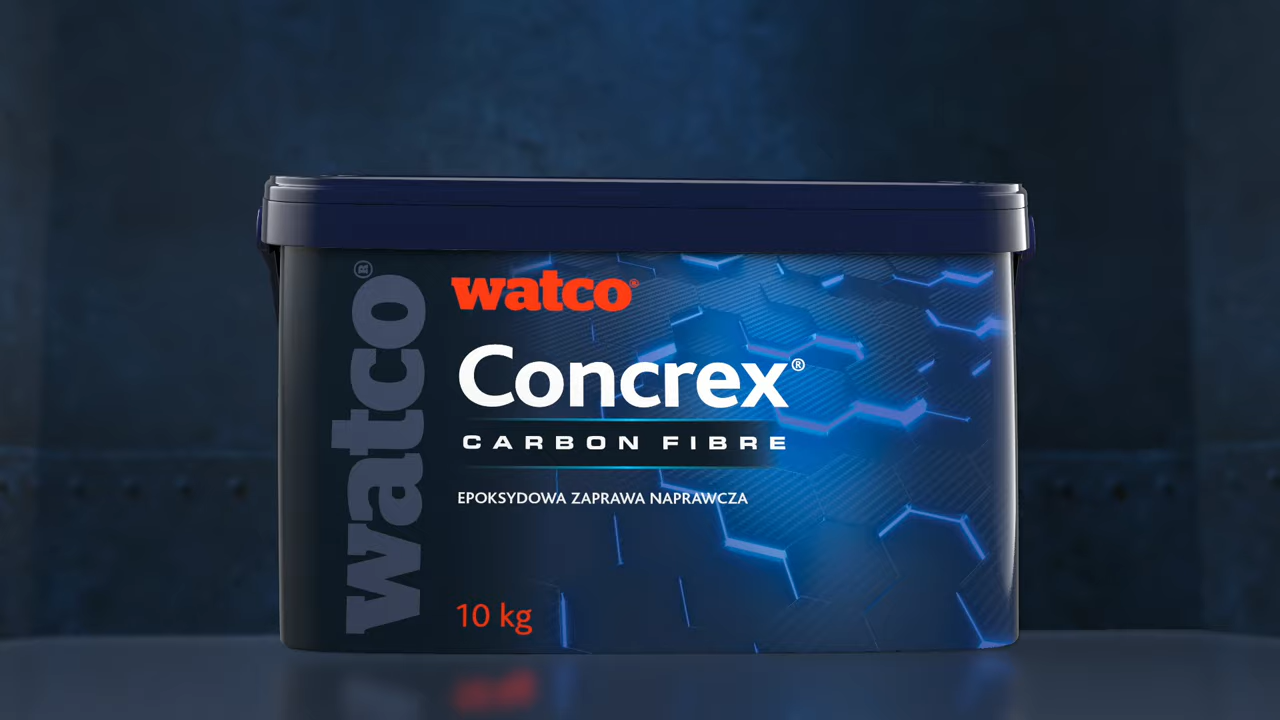 watco®
watco®
Concrex®
CARBON FIBRE
EPOKSYDOWA ZAPRAWA NAPRAWCZA
10 kg